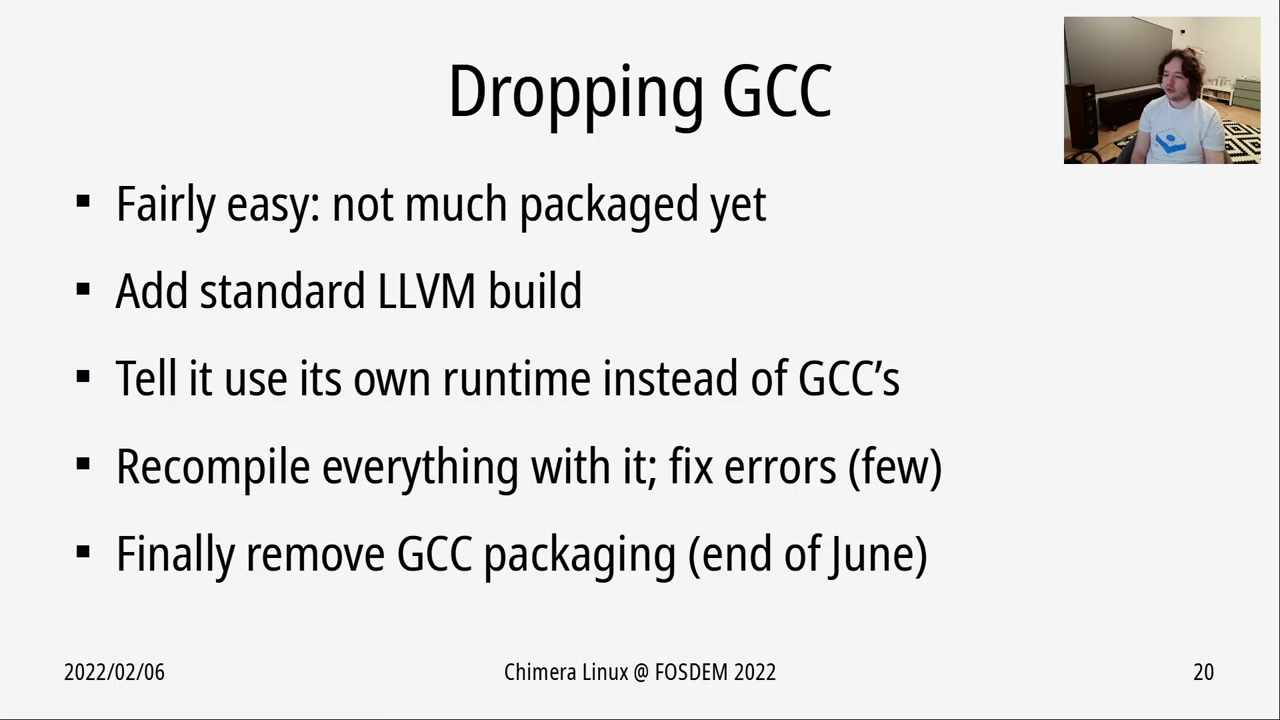 Dropping GCC
▪ Fairly easy: not much packaged yet
▪ Add standard LLVM build
▪ Tell it use its own runtime instead of GCC’s
▪ Recompile everything with it; fix errors (few)
▪ Finally remove GCC packaging (end of June)
2022/02/06
Chimera Linux @ FOSDEM 2022
20